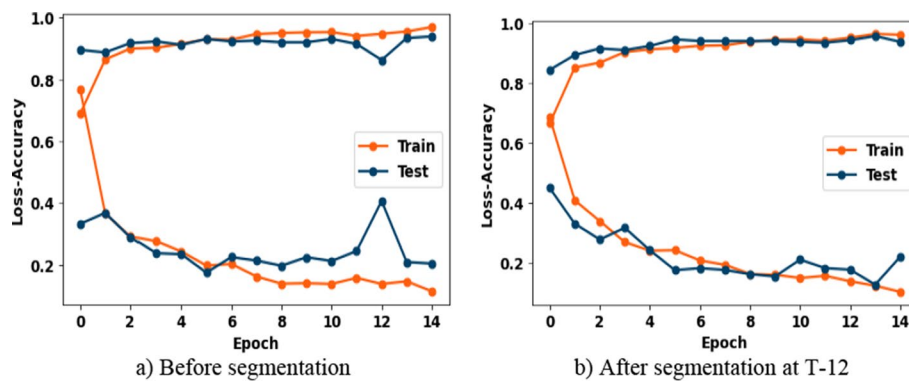 1.0
0.8
0.6
0.4
0.2
Loss-Accuracy
Train
Test
0 2 4 6 8 10 12 14
Epoch
a) Before segmentation
1.0
0.8
0.6
0.4
0.2
Loss-Accuracy
Train
Test
0 2 4 6 8 10 12 14
Epoch
b) After segmentation at T-12